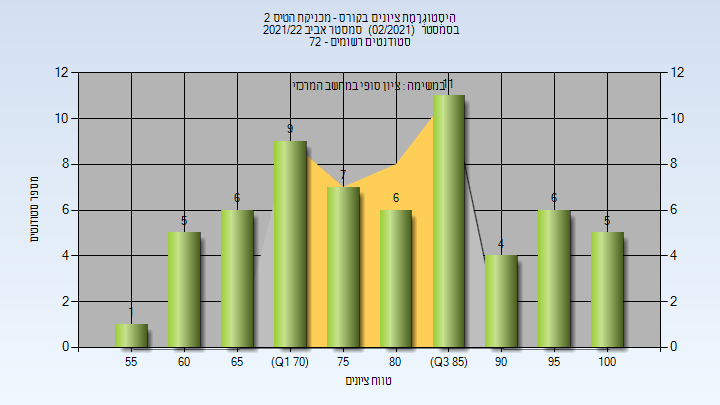 היסטוגרמת ציונים בקורס - מכניקת הטיס 2
בסמסטר (02/2021) סמסטר אביב 2021/22
סטודנטים רשומים - 72
במשימה : ציון סופי במחשב המרכזי
12 12
10 10
8 8
6 6
4 4
2 2
0 0
מספר סטודנטים
1 5 6 9 7 6 11 4 6 5
55 60 65 (Q1 70) 75 80 (Q3 85) 90 95 100
טווח ציונים